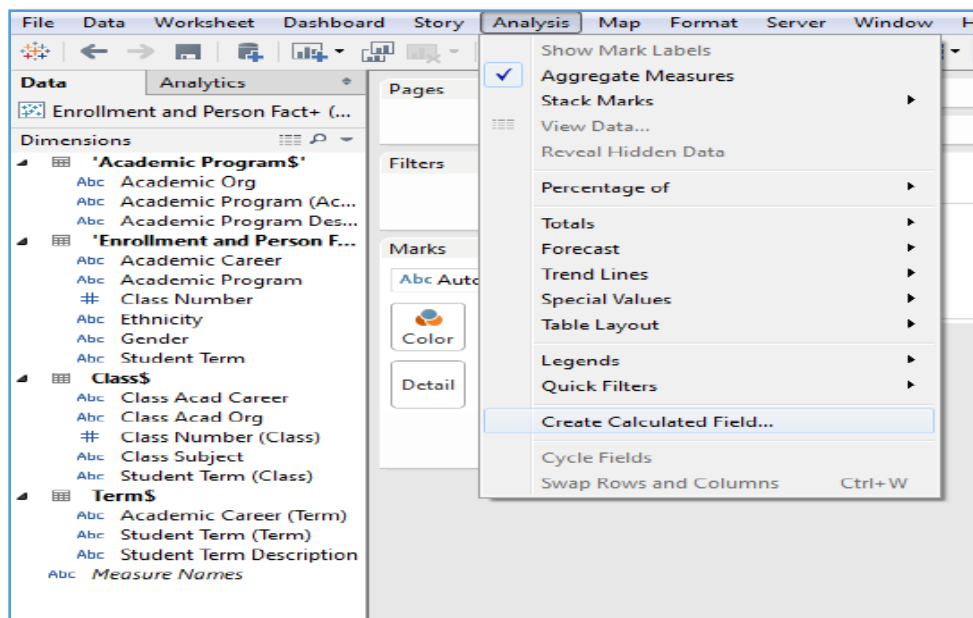 File Data Worksheet Dashboard Story Analysis Map Format Server Window H
Data Analytics
Enrollment and Person Fact+ (...
Dimensions
'Academic Program$'
Abc Academic Org
Abc Academic Program (Ac...
Abc Academic Program Des...
'Enrollment and Person F...
Abc Academic Career
Abc Academic Program
# Class Number
Abc Ethnicity
Abc Gender
Abc Student Term
Class$
Abc Class Acad Career
Abc Class Acad Org
# Class Number (Class)
Abc Class Subject
Abc Student Term (Class)
Term$
Abc Academic Career (Term)
Abc Student Term (Term)
Abc Student Term Description
Abc Measure Names
Pages
Filters
Marks
Abc Auto
Color
Detail
Show Mark Labels
Aggregate Measures
Stack Marks
View Data...
Reveal Hidden Data
Percentage of
Totals
Forecast
Trend Lines
Special Values
Table Layout
Legends
Quick Filters
Create Calculated Field...
Cycle Fields
Swap Rows and Columns Ctrl+W